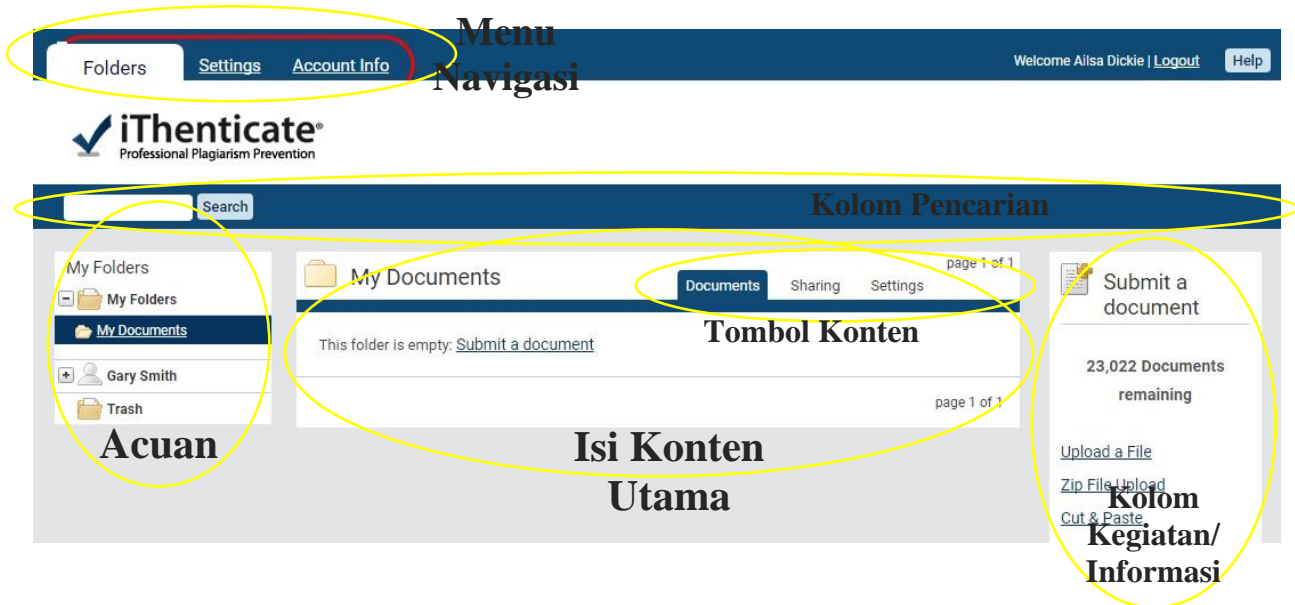 Menu
Navigasi
Folders Settings Account Info
Welcome Ailsa Dickie | Logout Help
iThenticate®
Professional Plagiarism Prevention
Search
Kolom Pencarian
My Folders
My Folders
My Documents
Gary Smith
Trash
Acuan
My Documents
page 1 of 1
Documents Sharing Settings
Tombol Konten
This folder is empty: Submit a document
page 1 of 1
Isi Konten
Utama
Submit a
document
23,022 Documents
remaining
Upload a File
Zip File Upload
Cut & Paste
Kolom
Kegiatan/
Informasi